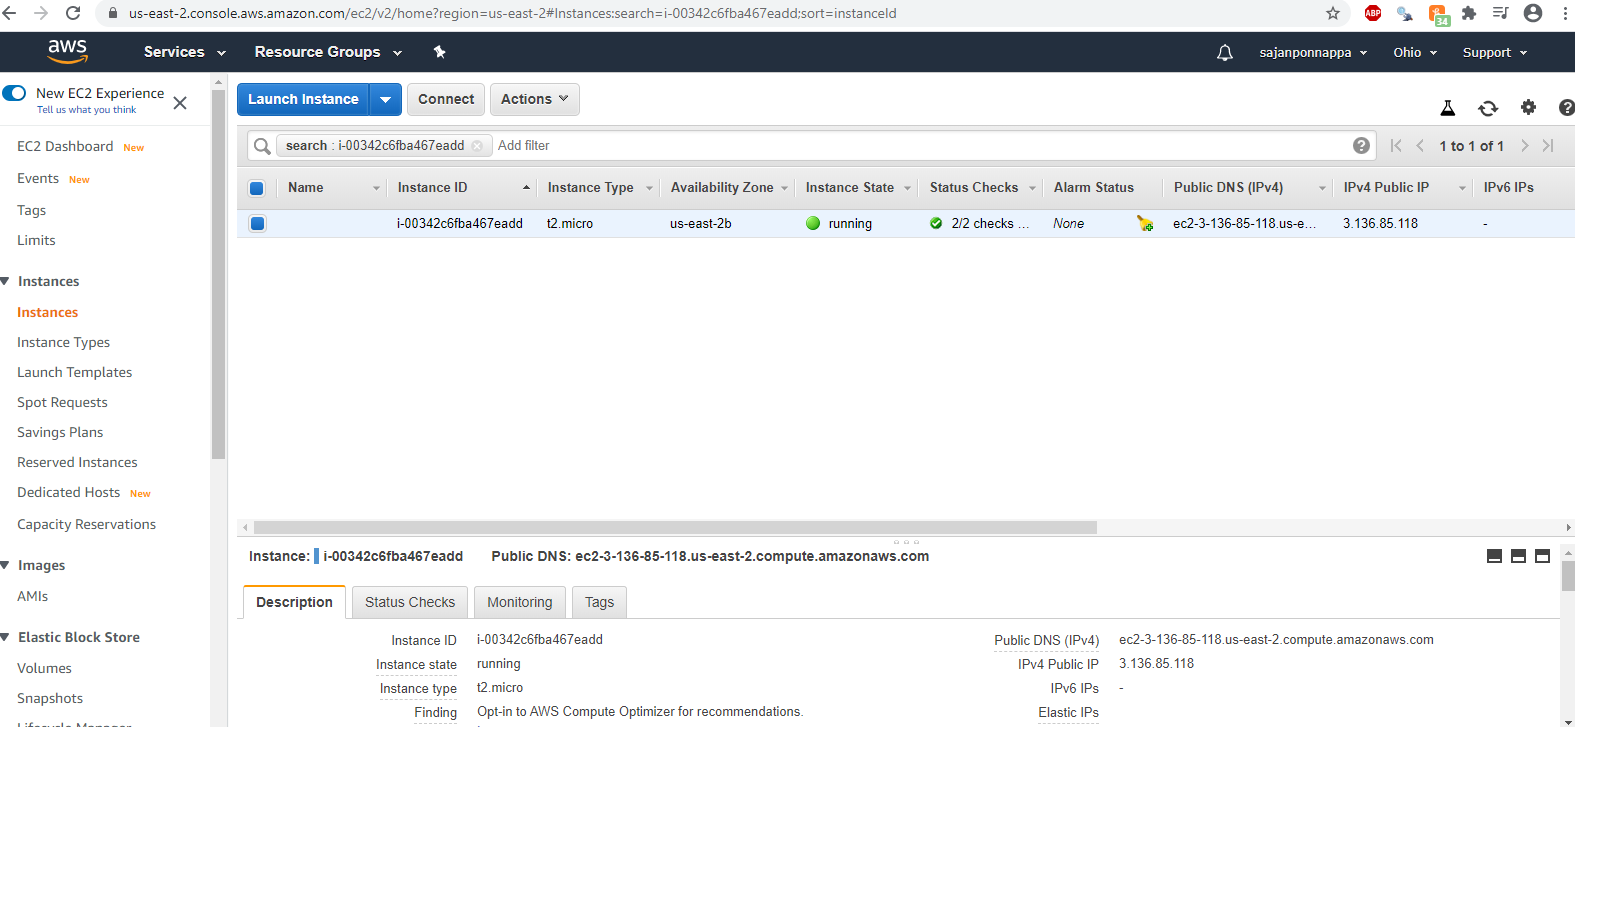 us-east-2.console.aws.amazon.com/ec2/v2/home?region=us-east-2#Instances:search=i-00342c6fba467eadd;sort=instanceId
ABP
34
aws Services Resource Groups sajanponnappa Ohio Support
New EC2 Experience
Tell us what you think
EC2 Dashboard New
Events New
Tags
Limits
Instances
Instances
Instance Types
Launch Templates
Spot Requests
Savings Plans
Reserved Instances
Dedicated Hosts New
Capacity Reservations
Images
AMIs
Elastic Block Store
Volumes
Snapshots
Lifecycle Manager
Launch Instance Connect Actions
search : i-00342c6fba467eadd Add filter 1 to 1 of 1
Name Instance ID Instance Type Availability Zone Instance State Status Checks Alarm Status Public DNS (IPv4) IPv4 Public IP IPv6 IPs
i-00342c6fba467eadd t2.micro us-east-2b running 2/2 checks ... None ec2-3-136-85-118.us-e... 3.136.85.118 -
Instance: i-00342c6fba467eadd Public DNS: ec2-3-136-85-118.us-east-2.compute.amazonaws.com
Description Status Checks Monitoring Tags
Instance ID i-00342c6fba467eadd Public DNS (IPv4) ec2-3-136-85-118.us-east-2.compute.amazonaws.com
Instance state running IPv4 Public IP 3.136.85.118
Instance type t2.micro IPv6 IPs -
Finding Opt-in to AWS Compute Optimizer for recommendations. Elastic IPs